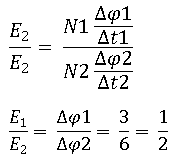 E₂/E₂ = (N1 Δφ1/Δt1)/(N2 Δφ2/Δt2)
E₁/E₂ = Δφ1/Δφ2 = 3/6 = 1/2